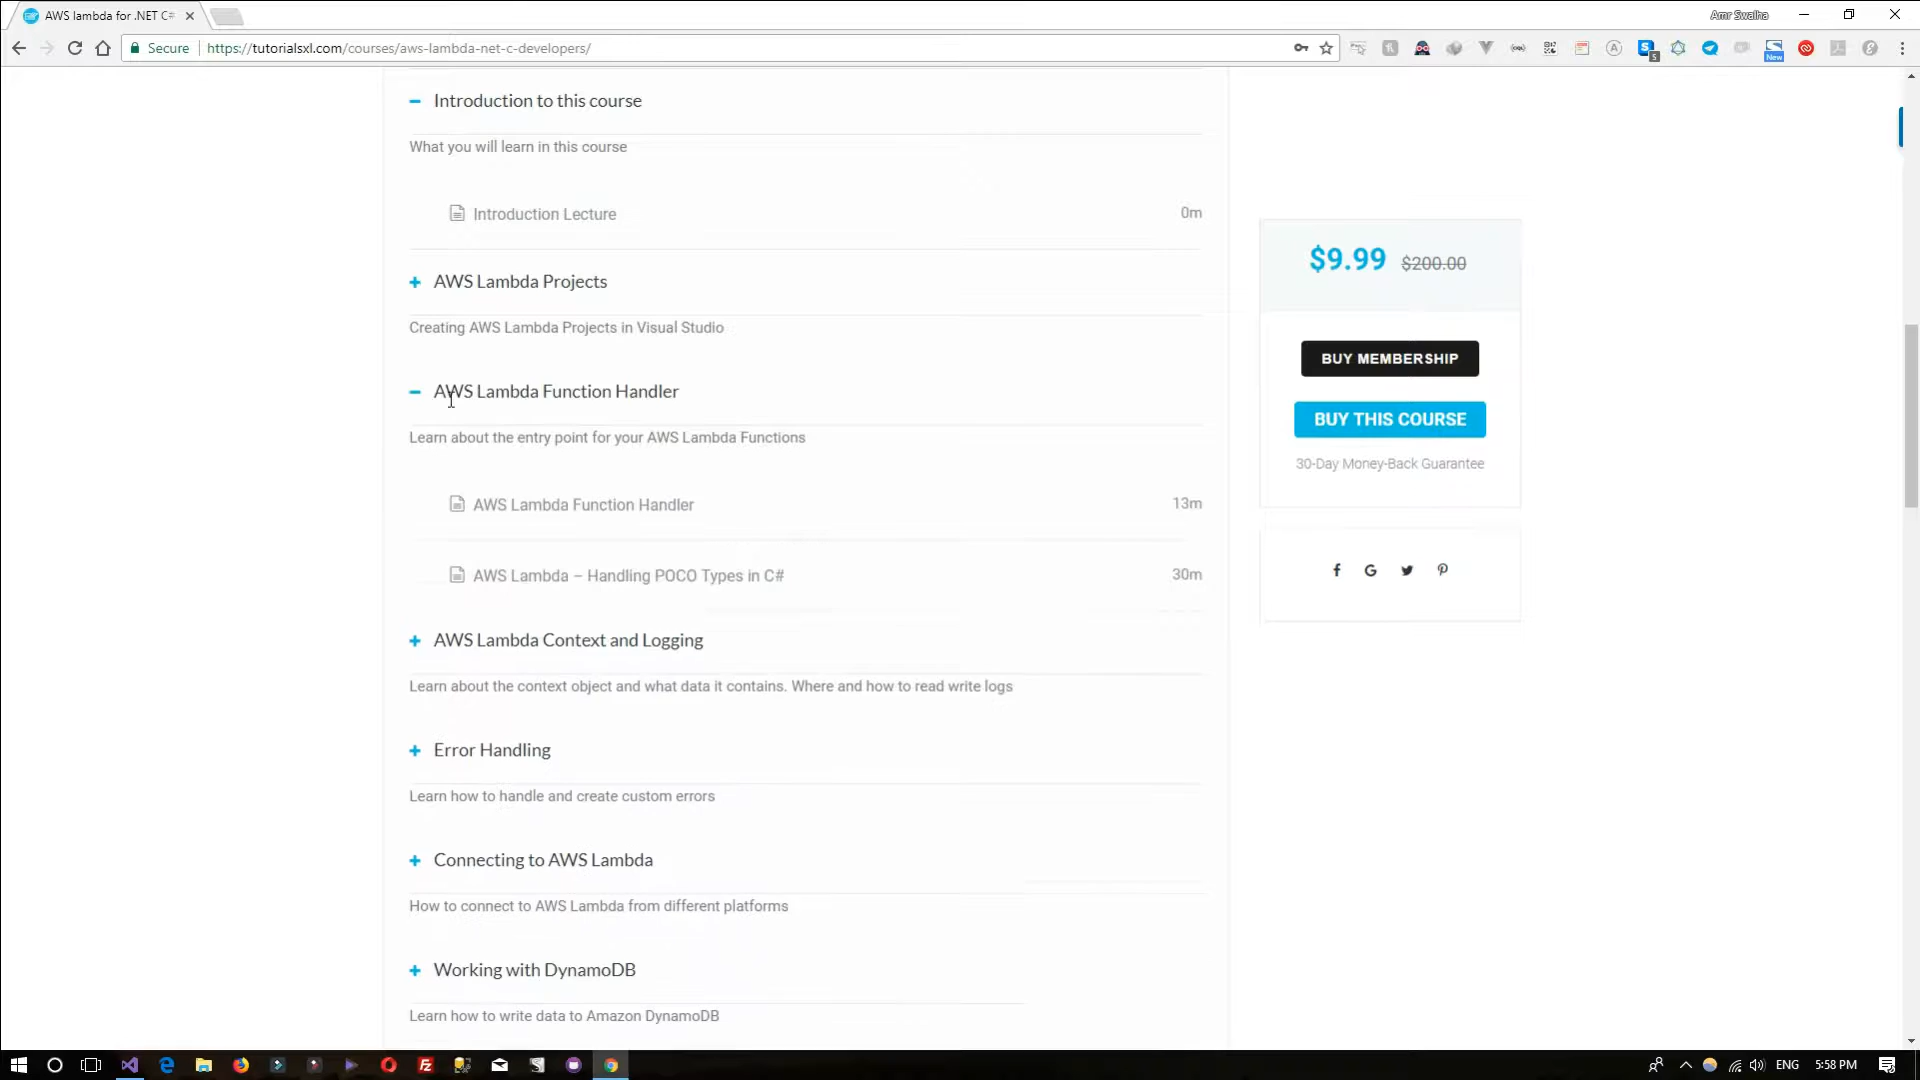 AWS lambda for .NET C#
Amr Swalha
Secure
https://tutorialsxl.com/courses/aws-lambda-net-c-developers/
5
New
Introduction to this course
What you will learn in this course
Introduction Lecture
0m
AWS Lambda Projects
Creating AWS Lambda Projects in Visual Studio
AWS Lambda Function Handler
Learn about the entry point for your AWS Lambda Functions
AWS Lambda Function Handler
13m
AWS Lambda – Handling POCO Types in C#
30m
AWS Lambda Context and Logging
Learn about the context object and what data it contains. Where and how to read write logs
Error Handling
Learn how to handle and create custom errors
Connecting to AWS Lambda
How to connect to AWS Lambda from different platforms
Working with DynamoDB
Learn how to write data to Amazon DynamoDB
$9.99 $200.00
BUY MEMBERSHIP
BUY THIS COURSE
30-Day Money-Back Guarantee
ENG
5:58 PM